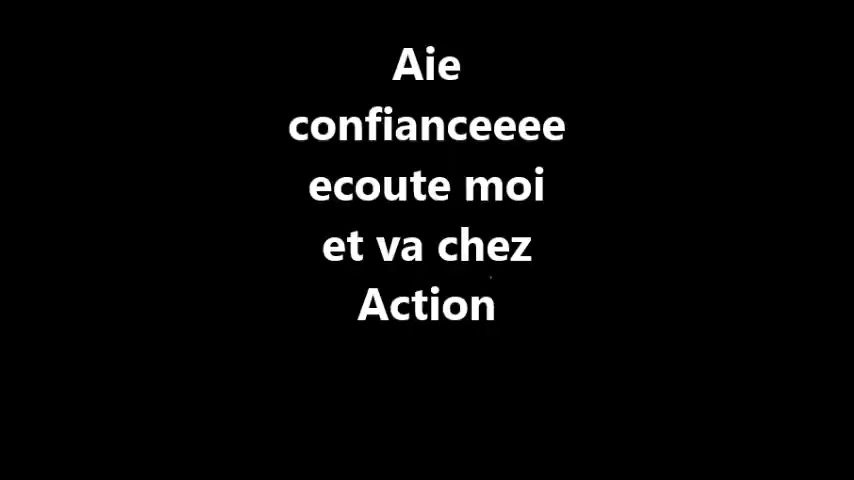 Aie
confianceeee
ecoute moi
et va chez
Action